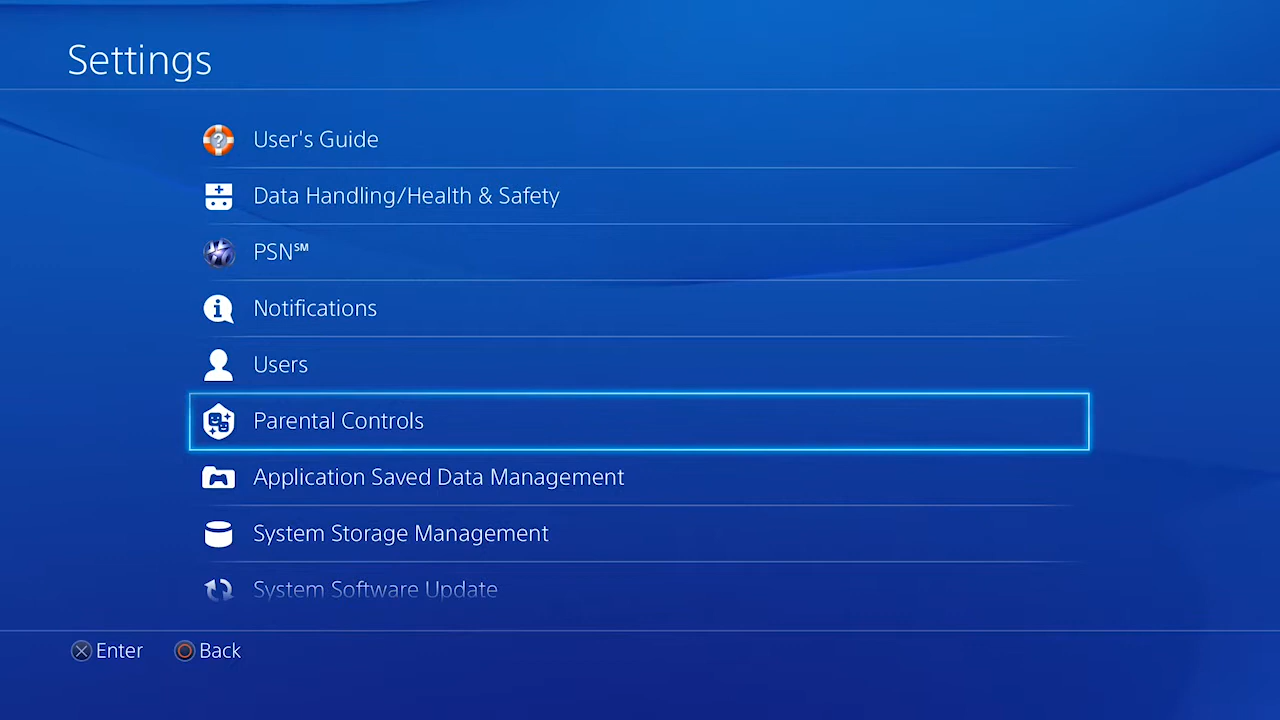 Settings
User's Guide
Data Handling/Health & Safety
PSN℠
Notifications
Users
Parental Controls
Application Saved Data Management
System Storage Management
System Software Update
Enter Back